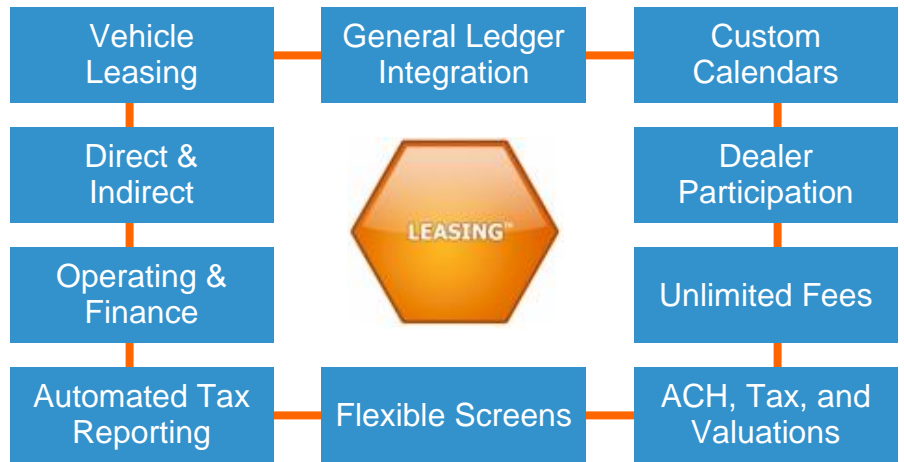 Vehicle
Leasing
General Ledger
Integration
Custom
Calendars
Direct &
Indirect
LEASING™
Dealer
Participation
Operating &
Finance
Unlimited Fees
Automated Tax
Reporting
Flexible Screens
ACH, Tax, and
Valuations